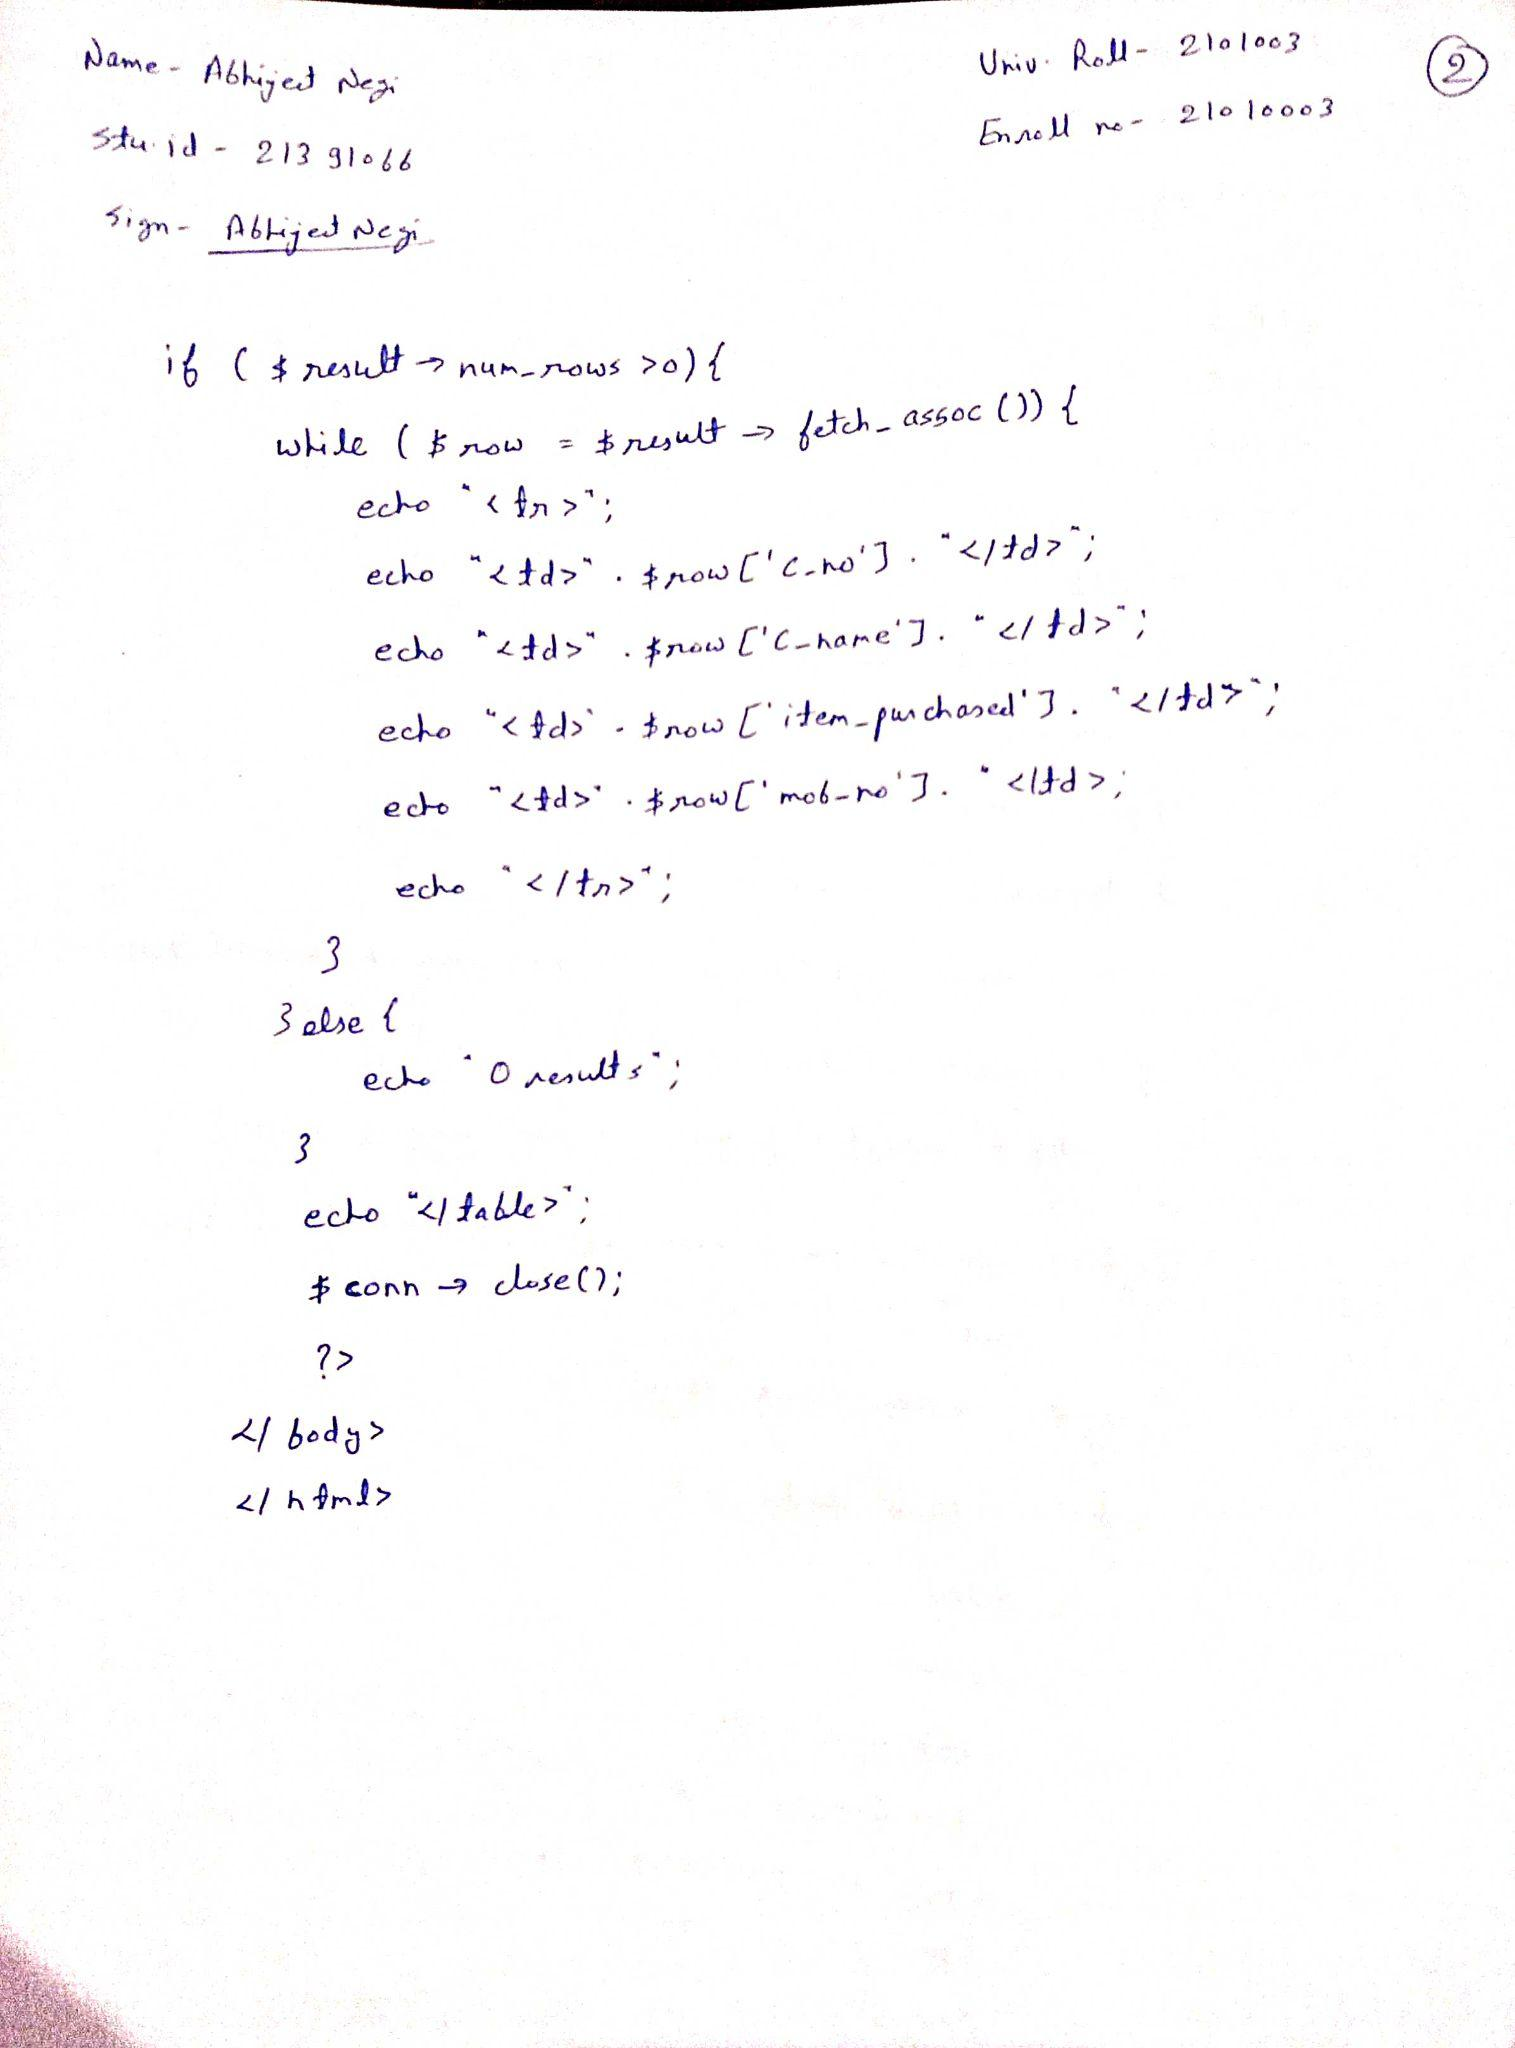 Name - Abhijeet Negi
Univ. Roll - 2101003
2
Stu. id - 21391066
Enroll no - 21010003
Sign - Abhijeet Negi
if ( $ result → num_rows >0) {
while ( $ row = $ result → fetch_assoc ()) {
echo "< tr >";
echo "< td>" . $row ['C_no'] . "</td>";
echo "<td>" . $row ['C_name']. "</td>";
echo "<td>" . $row ['item_purchased']. "</td>";
echo "<td>" . $row['mob_no']. "</td>;
echo "</tr>";
}
} else {
echo "0 results";
}
echo "</table>";
$ conn → close();
?>
</ body>
</ html>